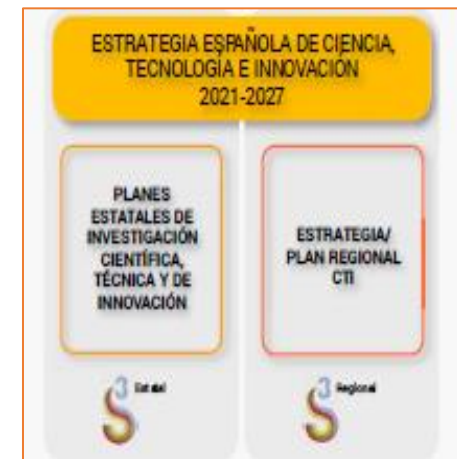 ESTRATEGIA ESPAÑOLA DE CIENCIA,
TECNOLOGÍA E INNOVACIÓN
2021-2027
PLANES
ESTATALES DE
INVESTIGACIÓN
CIENTÍFICA,
TÉCNICA Y DE
INNOVACIÓN
ESTRATEGIA/
PLAN REGIONAL
CTI
S3 Estatal
S3 Regional